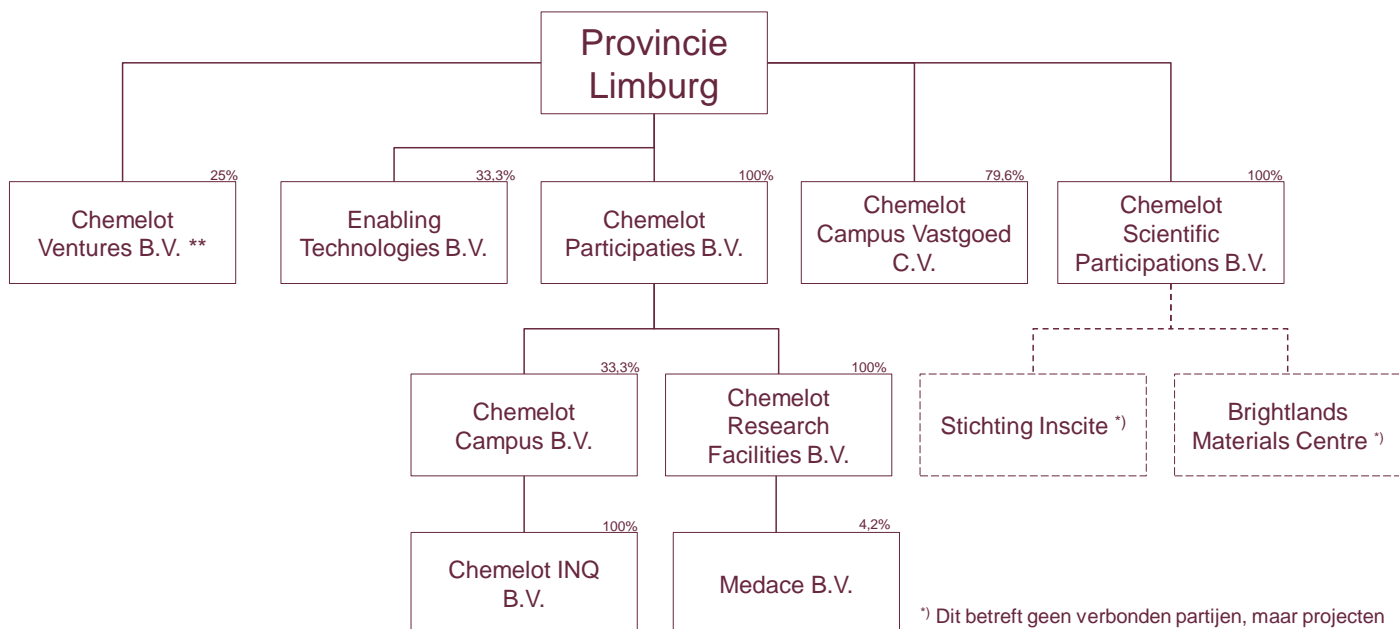 Provincie
Limburg
25%
Chemelot
Ventures B.V. **
33,3%
Enabling
Technologies B.V.
100%
Chemelot
Participaties B.V.
79,6%
Chemelot
Campus Vastgoed
C.V.
100%
Chemelot
Scientific
Participations B.V.
33,3%
Chemelot
Campus B.V.
100%
Chemelot
Research
Facilities B.V.
Stichting Inscite *)
Brightlands
Materials Centre *)
100%
Chemelot INQ
B.V.
4,2%
Medace B.V.
*) Dit betreft geen verbonden partijen, maar projecten